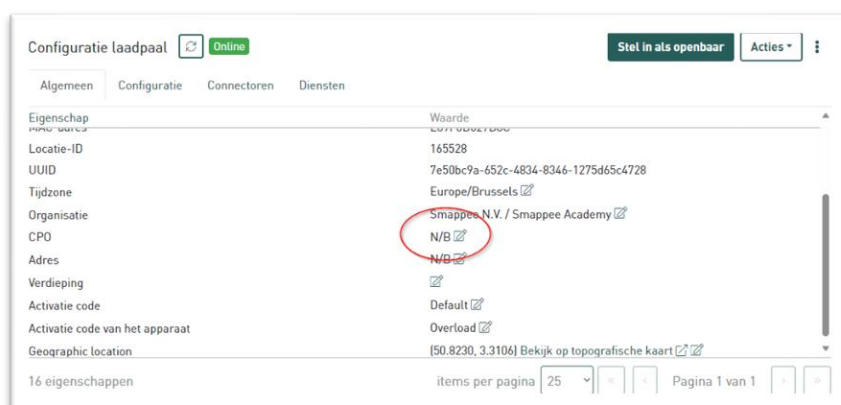 Configuratie laadpaal Online Stel in als openbaar Acties
Algemeen Configuratie Connectoren Diensten
Eigenschap Waarde
MAC-adres
Locatie-ID 165528
UUID 7e50bc9a-652c-4834-8346-1275d65c4728
Tijdzone Europe/Brussels
Organisatie Smappee N.V. / Smappee Academy
CPO N/B
Adres N/B
Verdieping
Activatie code Default
Activatie code van het apparaat Overload
Geographic location (50.8230, 3.3106) Bekijk op topografische kaart
16 eigenschappen items per pagina 25 « ‹ Pagina 1 van 1 › »